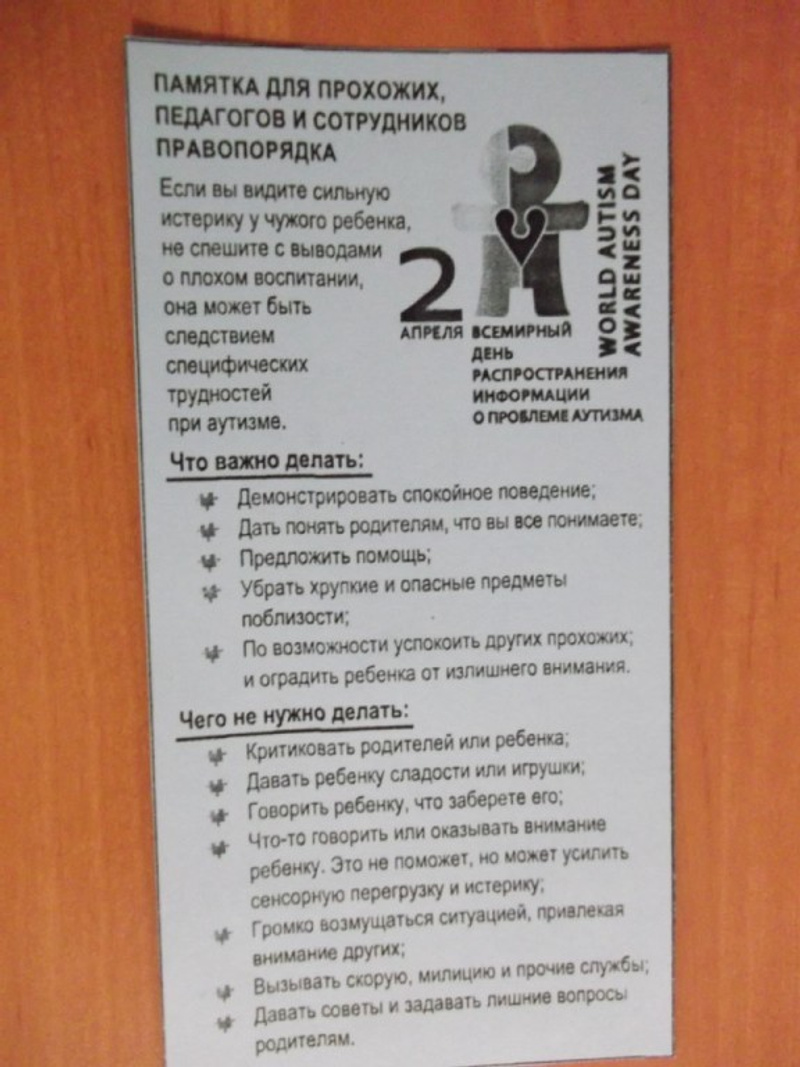 ПАМЯТКА ДЛЯ ПРОХОЖИХ,
ПЕДАГОГОВ И СОТРУДНИКОВ
ПРАВОПОРЯДКА
Если вы видите сильную
истерику у чужого ребенка,
не спешите с выводами
о плохом воспитании,
она может быть
следствием
специфических
трудностей
при аутизме.
2
АПРЕЛЯ ВСЕМИРНЫЙ
ДЕНЬ
РАСПРОСТРАНЕНИЯ
ИНФОРМАЦИИ
О ПРОБЛЕМЕ АУТИЗМА
WORLD AUTISM
AWARENESS DAY
Что важно делать:
Демонстрировать спокойное поведение;
Дать понять родителям, что вы все понимаете;
Предложить помощь;
Убрать хрупкие и опасные предметы
поблизости;
По возможности успокоить других прохожих;
и оградить ребенка от излишнего внимания.
Чего не нужно делать:
Критиковать родителей или ребенка;
Давать ребенку сладости или игрушки;
Говорить ребенку, что заберете его;
Что-то говорить или оказывать внимание
ребенку. Это не поможет, но может усилить
сенсорную перегрузку и истерику;
Громко возмущаться ситуацией, привлекая
внимание других;
Вызывать скорую, милицию и прочие службы;
Давать советы и задавать лишние вопросы
родителям.